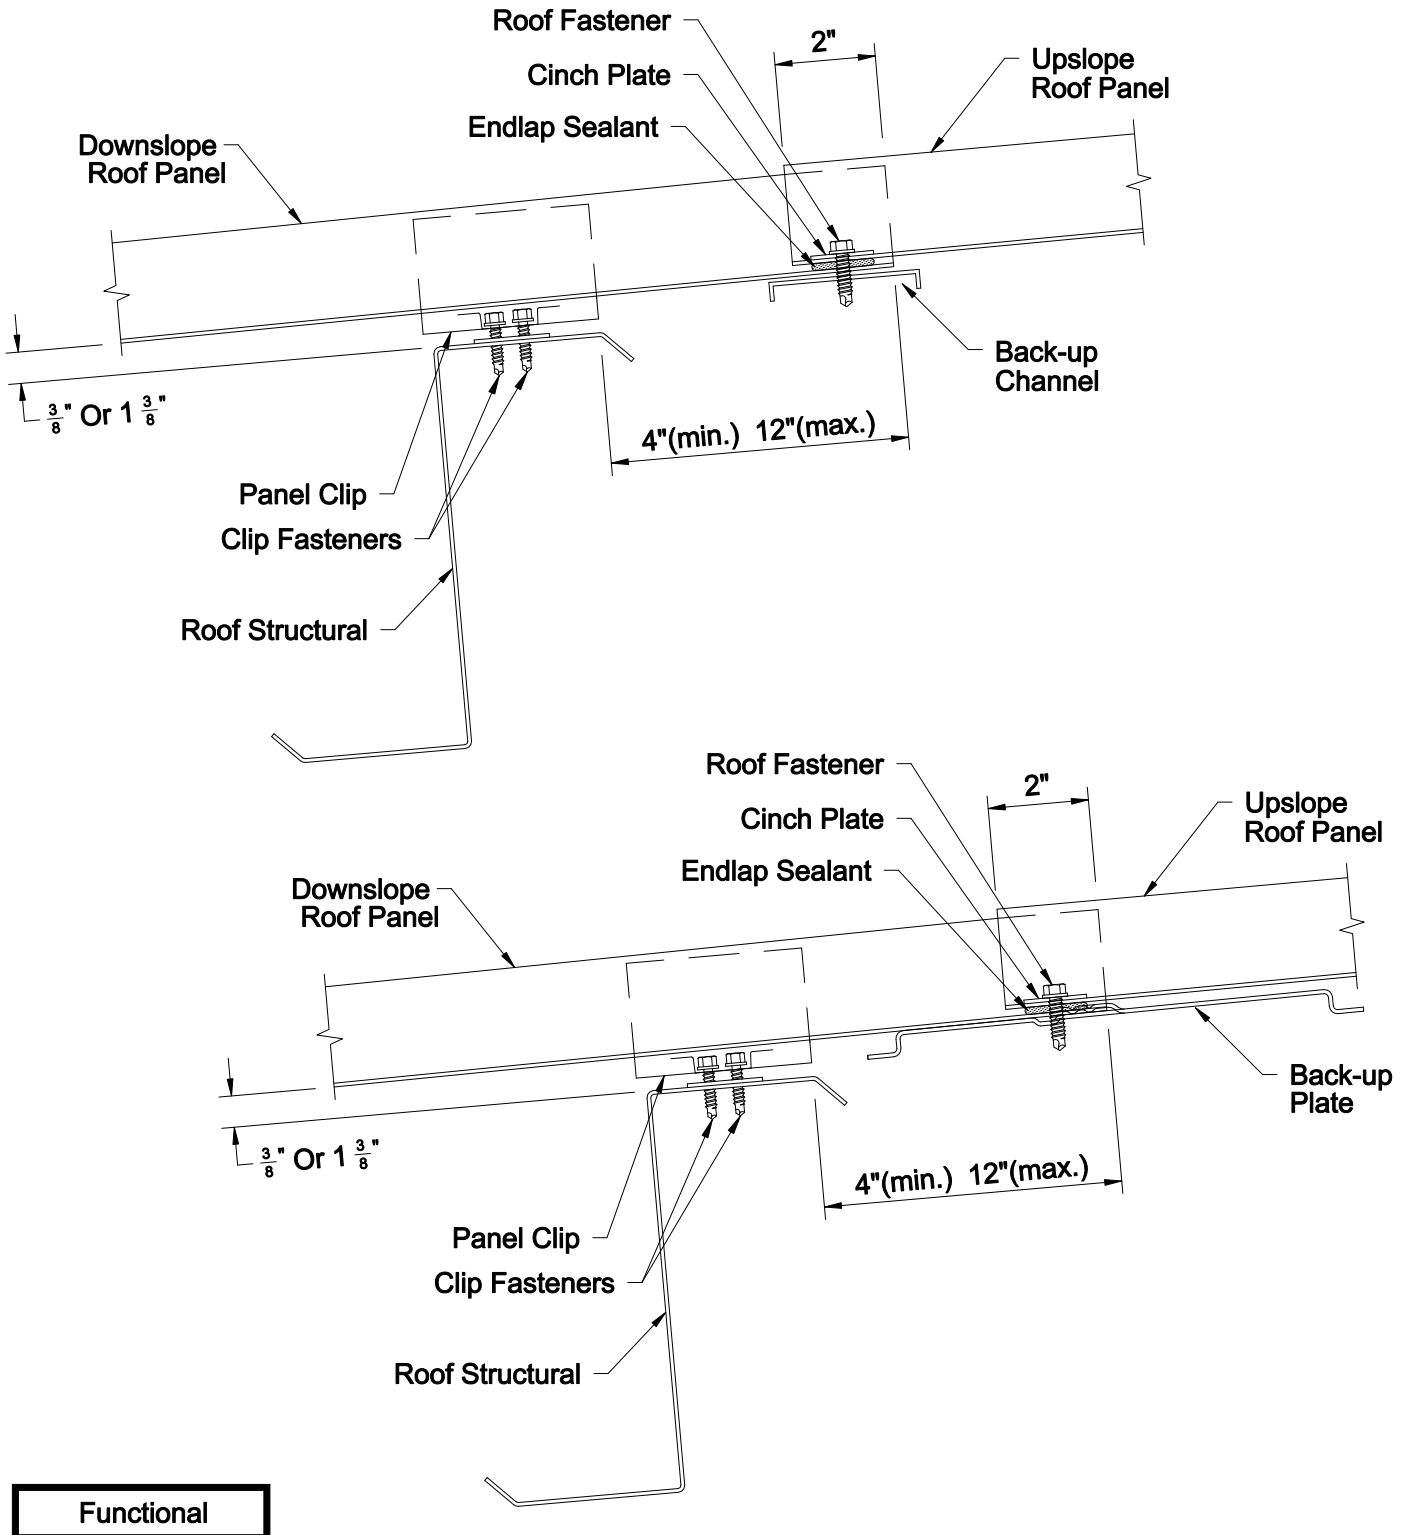 Roof Fastener
2"
Cinch Plate
Upslope
Roof Panel
Endlap Sealant
Downslope
Roof Panel
Back-up
Channel
3/8" Or 1 3/8"
4"(min.) 12"(max.)
Panel Clip
Clip Fasteners
Roof Structural
Roof Fastener
2"
Cinch Plate
Upslope
Roof Panel
Endlap Sealant
Downslope
Roof Panel
Back-up
Plate
3/8" Or 1 3/8"
4"(min.) 12"(max.)
Panel Clip
Clip Fasteners
Roof Structural
Functional